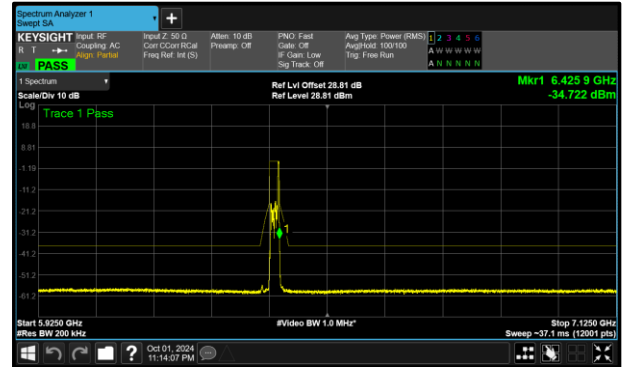 Spectrum Analyzer 1
Swept SA
+
KEYSIGHT Input: RF Input Z: 50 Ω Atten: 10 dB PNO: Fast Avg Type: Power (RMS) 1 2 3 4 5 6
R T Coupling: AC Corr CCorr RCal Preamp: Off Gate: Off Avg|Hold: 100/100 A W W W W W
Align: Partial Freq Ref: Int (S) IF Gain: Low Trig: Free Run A N N N N N
Sig Track: Off
PASS
1 Spectrum Ref Lvl Offset 28.81 dB Mkr1 6.425 9 GHz
Scale/Div 10 dB Ref Level 28.81 dBm -34.722 dBm
Log
Trace 1 Pass
18.8
8.81
-1.19
-11.2
-21.2
-31.2
1
-41.2
-51.2
-61.2
Start 5.9250 GHz #Video BW 1.0 MHz* Stop 7.1250 GHz
#Res BW 200 kHz Sweep ~37.1 ms (12001 pts)
? Oct 01, 2024
11:14:07 PM